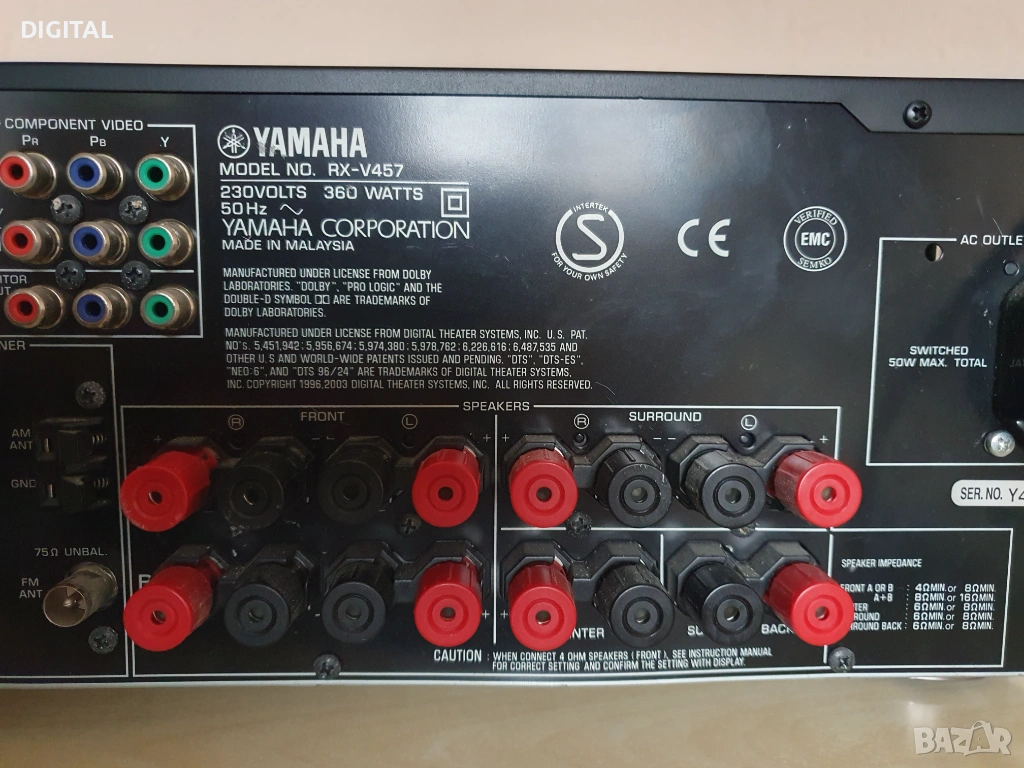 DIGITAL
COMPONENT VIDEO
PR PB Y
YAMAHA
MODEL NO. RX-V457
230VOLTS 360 WATTS
50Hz
YAMAHA CORPORATION
MADE IN MALAYSIA
INTERTEK
S
FOR YOUR OWN SAFETY
CE
VERIFIED
EMC
SEMKO
MANUFACTURED UNDER LICENSE FROM DOLBY
LABORATORIES. "DOLBY", "PRO LOGIC" AND THE
DOUBLE-D SYMBOL ARE TRADEMARKS OF
DOLBY LABORATORIES.
MANUFACTURED UNDER LICENSE FROM DIGITAL THEATER SYSTEMS, INC. U.S. PAT.
NO's. 5,451,942; 5,956,674; 5,974,380; 5,978,762; 6,226,616; 6,487,535 AND
OTHER U.S AND WORLD-WIDE PATENTS ISSUED AND PENDING. "DTS", "DTS-ES",
"NEO:6", AND "DTS 96/24" ARE TRADEMARKS OF DIGITAL THEATER SYSTEMS,
INC. COPYRIGHT 1996,2003 DIGITAL THEATER SYSTEMS, INC. ALL RIGHTS RESERVED.
AC OUTLE
SWITCHED
50W MAX. TOTAL
SER. NO. Y4
SPEAKERS
FRONT
SURROUND
R L R L
+ - - + + - - +
AM
ANT
GND
75Ω UNBAL.
FM
ANT
SPEAKER IMPEDANCE
FRONT A OR B : 4ΩMIN. or 8ΩMIN.
A+B : 8ΩMIN. or 16ΩMIN.
: 6ΩMIN. or 8ΩMIN.
: 6ΩMIN. or 8ΩMIN.
BACK : 6ΩMIN. or 8ΩMIN.
BACK
CAUTION : WHEN CONNECT 4 OHM SPEAKERS (FRONT), SEE INSTRUCTION MANUAL
FOR CORRECT SETTING AND CONFIRM THE SETTING WITH DISPLAY.
BAZAR